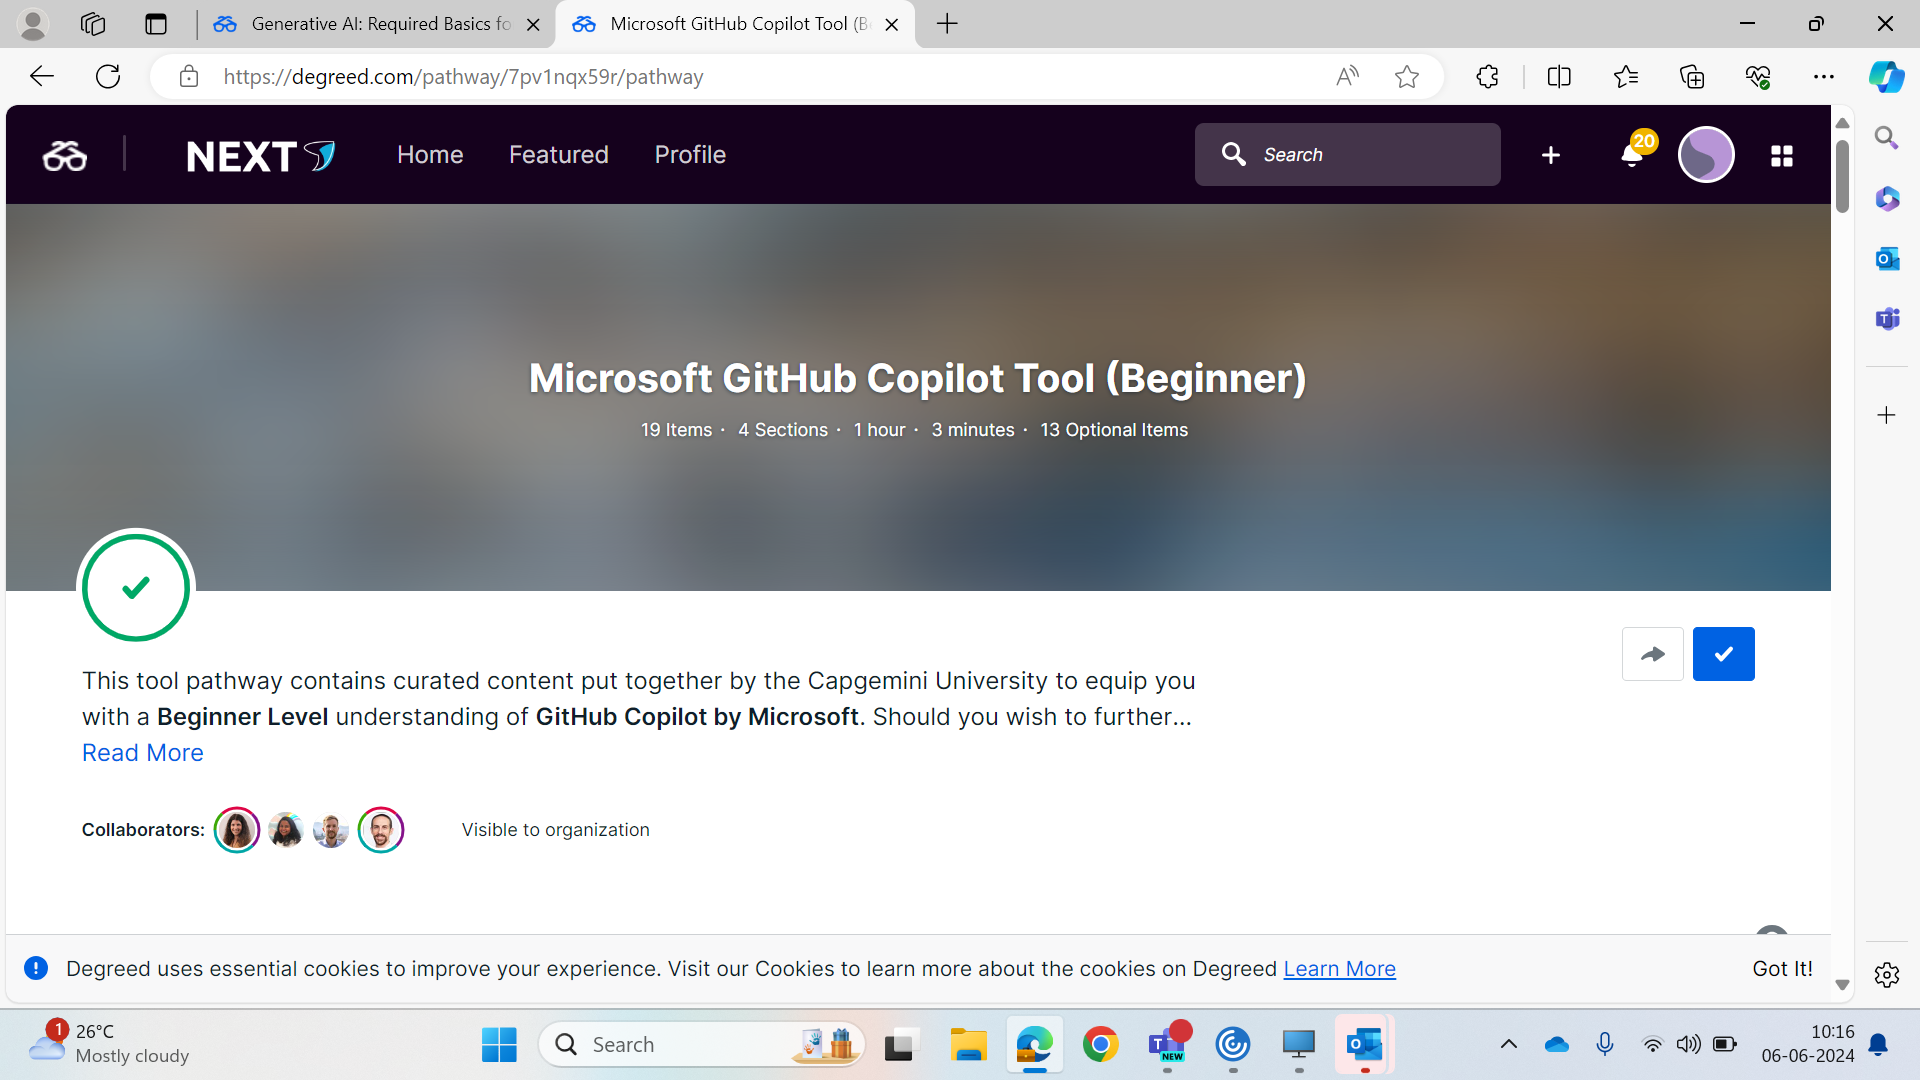 Generative AI: Required Basics fo
Microsoft GitHub Copilot Tool (B
https://degreed.com/pathway/7pv1nqx59r/pathway
NEXT
Home
Featured
Profile
Search
20
Microsoft GitHub Copilot Tool (Beginner)
19 Items · 4 Sections · 1 hour · 3 minutes · 13 Optional Items
This tool pathway contains curated content put together by the Capgemini University to equip you
with a Beginner Level understanding of GitHub Copilot by Microsoft. Should you wish to further...
Read More
Collaborators:
Visible to organization
Degreed uses essential cookies to improve your experience. Visit our Cookies to learn more about the cookies on Degreed Learn More
Got It!
1
26°C
Mostly cloudy
Search
NEW
10:16
06-06-2024